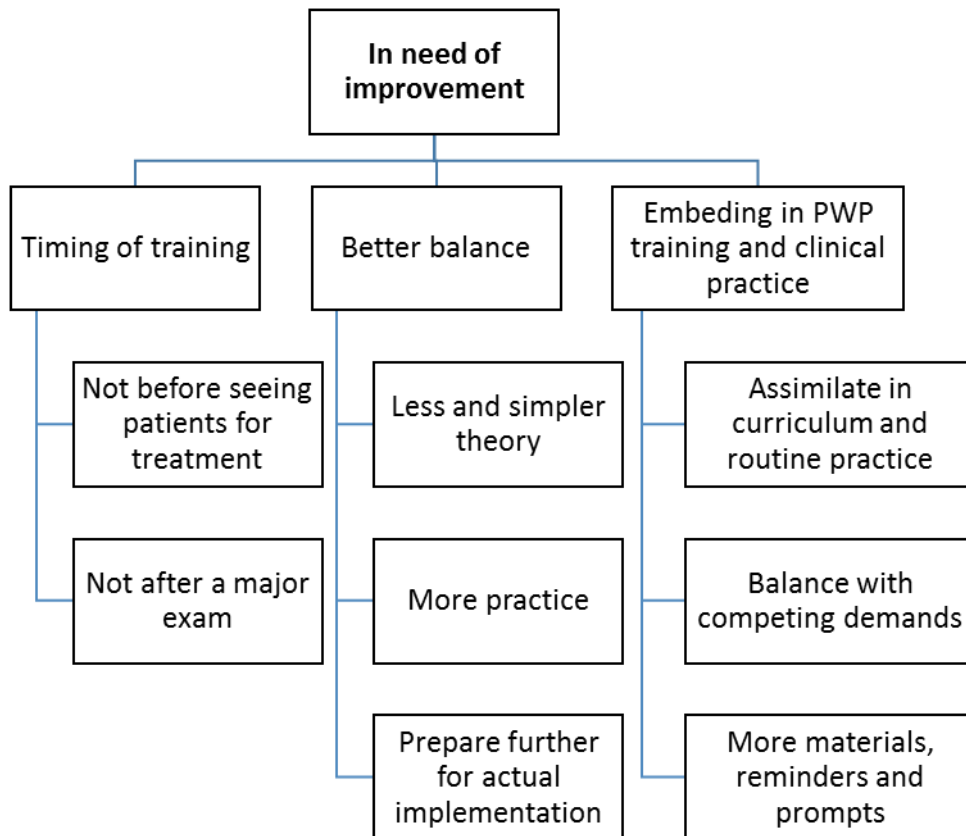 In need of
improvement
Timing of training
Better balance
Embeding in PWP
training and clinical
practice
Not before seeing
patients for
treatment
Less and simpler
theory
Assimilate in
curriculum and
routine practice
Not after a major
exam
More practice
Balance with
competing demands
Prepare further
for actual
implementation
More materials,
reminders and
prompts